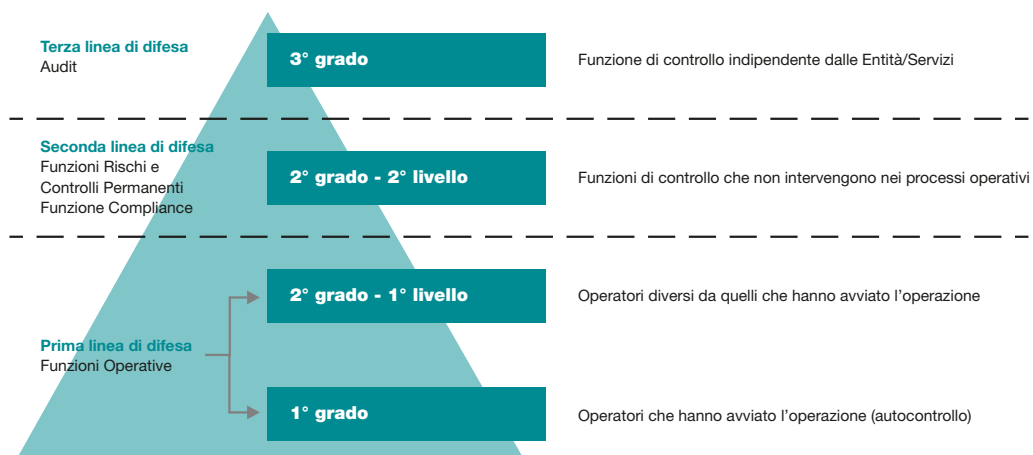 Terza linea di difesa
Audit
3° grado
Funzione di controllo indipendente dalle Entità/Servizi
Seconda linea di difesa
Funzioni Rischi e
Controlli Permanenti
Funzione Compliance
2° grado - 2° livello
Funzioni di controllo che non intervengono nei processi operativi
2° grado - 1° livello
Operatori diversi da quelli che hanno avviato l’operazione
Prima linea di difesa
Funzioni Operative
1° grado
Operatori che hanno avviato l’operazione (autocontrollo)